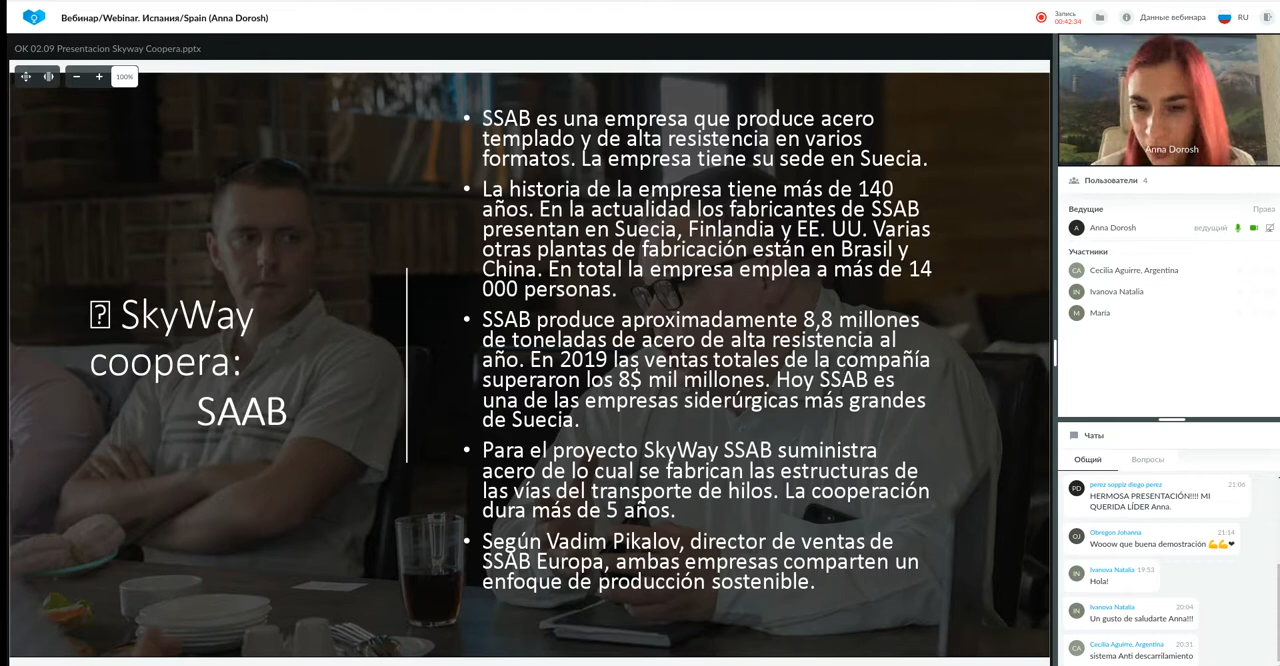 Вебинар/Webinar. Испания/Spain (Anna Dorosh)
Запись
00:42:34
Данные вебинара
RU
OK 02.09 Presentacion Skyway Coopera.pptx
100%
SkyWay
coopera:
SAAB
• SSAB es una empresa que produce acero
templado y de alta resistencia en varios
formatos. La empresa tiene su sede en Suecia.
• La historia de la empresa tiene más de 140
años. En la actualidad los fabricantes de SSAB
presentan en Suecia, Finlandia y EE. UU. Varias
otras plantas de fabricación están en Brasil y
China. En total la empresa emplea a más de 14
000 personas.
• SSAB produce aproximadamente 8,8 millones
de toneladas de acero de alta resistencia al
año. En 2019 las ventas totales de la compañía
superaron los 8$ mil millones. Hoy SSAB es
una de las empresas siderúrgicas más grandes
de Suecia.
• Para el proyecto SkyWay SSAB suministra
acero de lo cual se fabrican las estructuras de
las vías del transporte de hilos. La cooperación
dura más de 5 años.
• Según Vadim Pikalov, director de ventas de
SSAB Europa, ambas empresas comparten un
enfoque de producción sostenible.
Anna Dorosh
Пользователи 4
Ведущие Права
A Anna Dorosh ведущий
Участники
CA Cecilia Aguirre, Argentina
IN Ivanova Natalia
M María
Чаты
Общий Вопросы
PD perez soppiz diego perez 21:06
HERMOSA PRESENTACIÓN!!!! MI
QUERIDA LÍDER Anna.
OJ Obregon Johanna 21:14
Wooow que buena demostración 💪💪❤
IN Ivanova Natalia 19:53
Hola!
IN Ivanova Natalia 20:04
Un gusto de saludarte Anna!!!
CA Cecilia Aguirre, Argentina 20:31
sistema Anti descarrilamiento